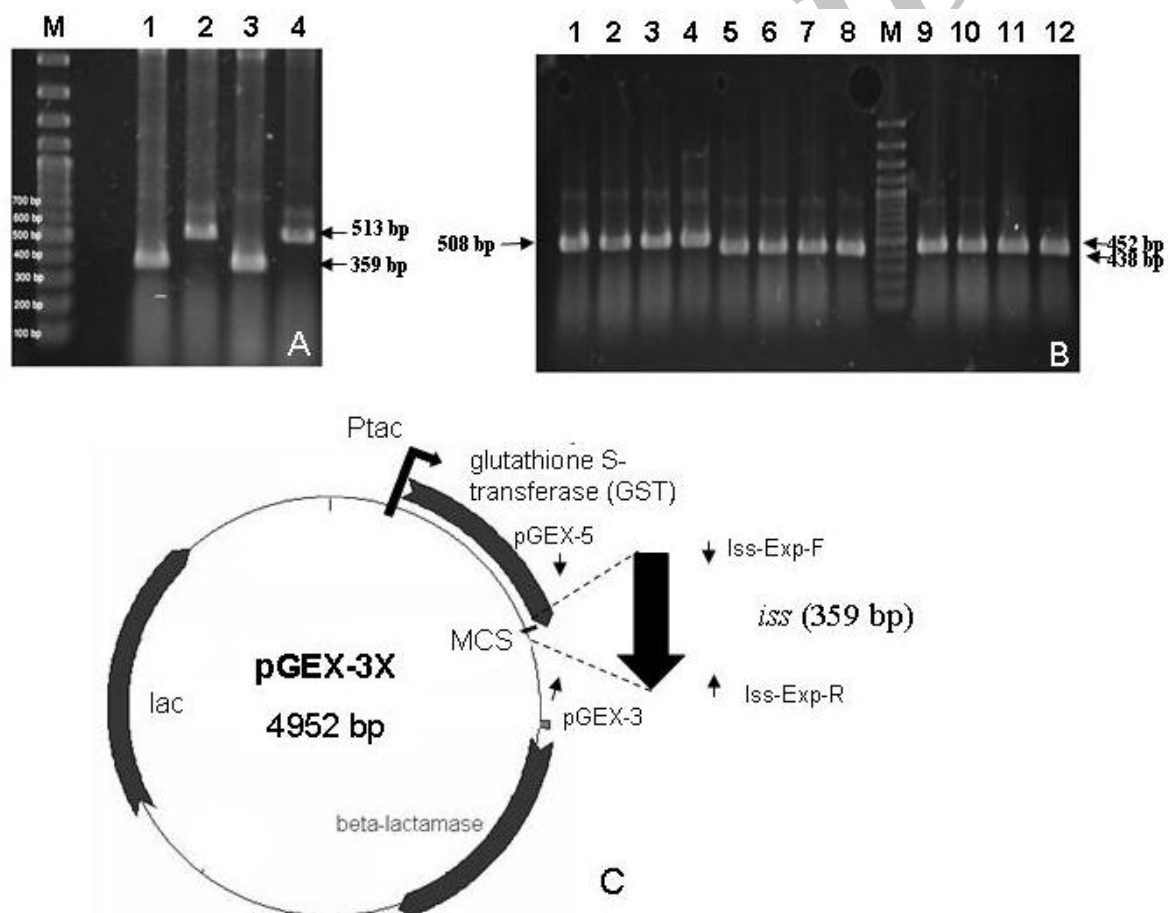 M 1 2 3 4
700 bp
600 bp
500 bp
400 bp
300 bp
200 bp
100 bp
513 bp
359 bp
A
1 2 3 4 5 6 7 8 M 9 10 11 12
508 bp
452 bp
438 bp
B
Ptac
glutathione S-
transferase (GST)
pGEX-5
Iss-Exp-F
iss (359 bp)
MCS
pGEX-3X
4952 bp
lac
Iss-Exp-R
pGEX-3
beta-lactamase
C